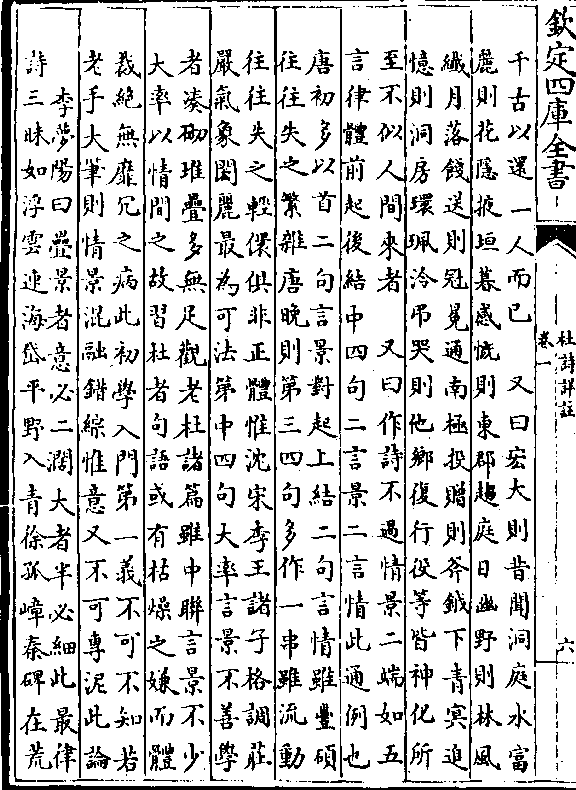 欽定四庫全書
杜詩詳註
卷一
六
千古以還一人而已　又曰宏大則昔聞洞庭水富
麗則花隱掖垣暮感慨則東郡趨庭日幽野則林風
纖月落餞送則冠冕通南極投贈則斧鉞下青冥追
憶則洞房環珮冷弔哭則他鄉復行役等皆神化所
至不似人間來者　又曰作詩不過情景二端如五
言律體前起後結中四句二言景二言情此通例也
唐初多以首二句言景對起上結二句言情雖豐碩
往往失之繁雜唐晚則第三四句多作一串雖流動
往往失之輕儇俱非正體惟沈宋李王諸子格調莊
嚴氣象閎麗最為可法第中四句大率言景不善學
者湊砌堆疊多無足觀老杜諸篇雖中聯言景不少
大率以情間之故習杜者句語或有枯燥之嫌而體
裁絕無靡冗之病此初學入門第一義不可不知若
老手大筆則情景混融錯綜惟意又不可專泥此論
李夢陽曰疊景者意必二濶大者半必細此最律
詩三昧如浮雲連海岱平野入青徐孤嶂秦碑在荒